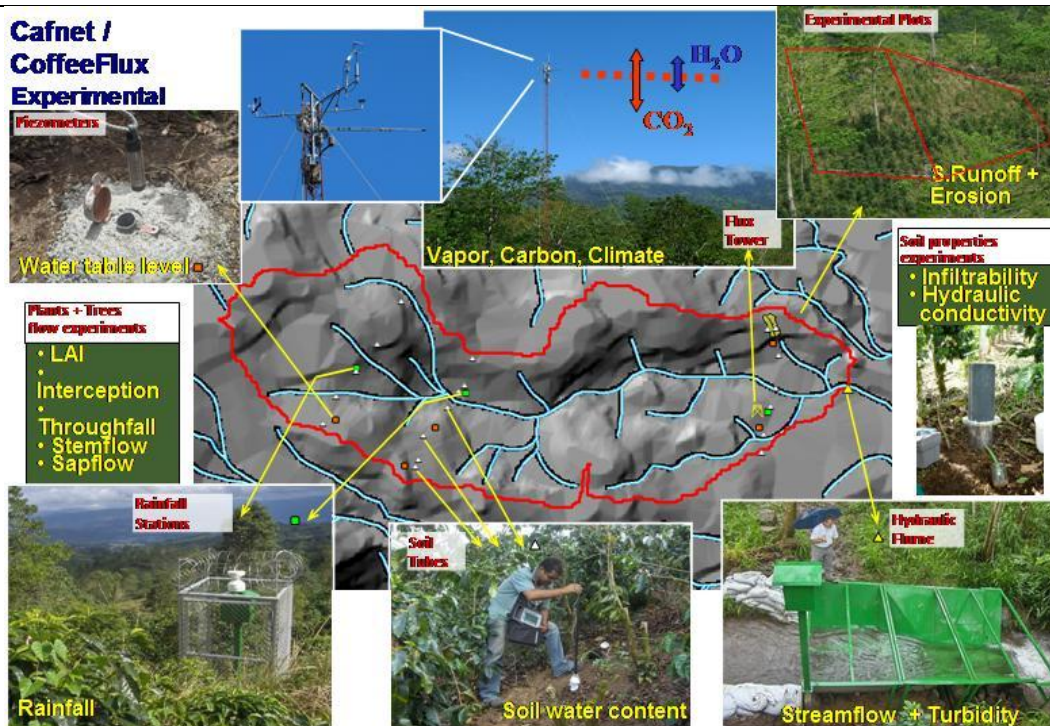 Cafnet /
CoffeeFlux
Experimental
Piezometers
Water table level
H2O
CO2
Vapor, Carbon, Climate
Flux
Tower
Experimental Plots
S.Runoff +
Erosion
Soil properties
experiments
• Infiltrability
• Hydraulic
conductivity
Plants + Trees
flow experiments
• LAI
•
Interception
•
Throughfall
• Stemflow
• Sapflow
Rainfall
Stations
Rainfall
Soil
Tubes
Soil water content
Hydraulic
Flume
Streamflow + Turbidity